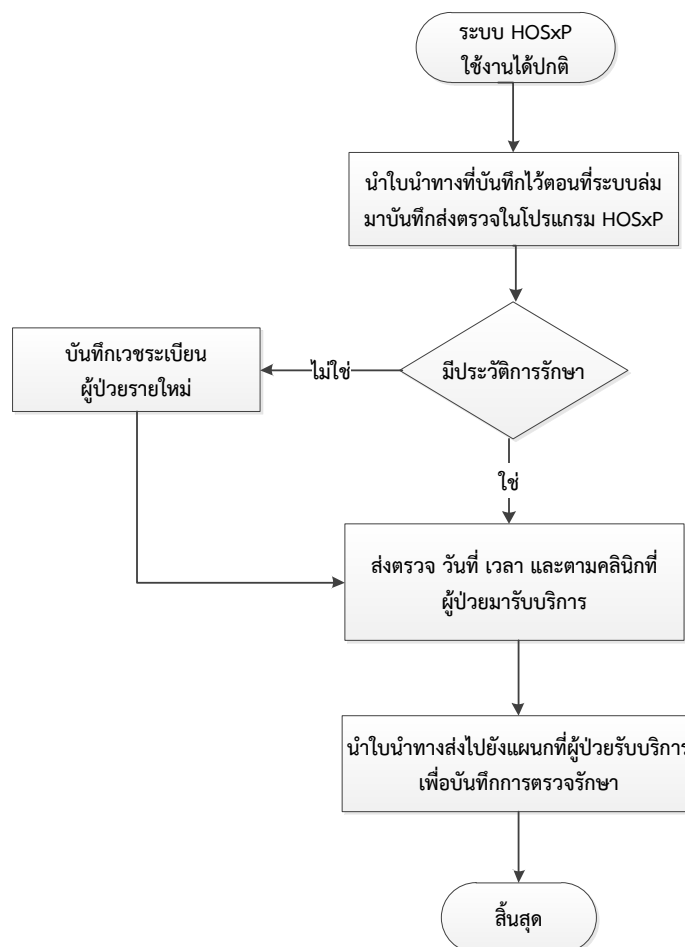 ระบบ HOSxP
ใช้งานได้ปกติ
นำใบนำทางที่บันทึกไว้ตอนที่ระบบล่ม
มาบันทึกส่งตรวจในโปรแกรม HOSxP
มีประวัติการรักษา
ไม่ใช่
บันทึกเวชระเบียน
ผู้ป่วยรายใหม่
ใช่
ส่งตรวจ วันที่ เวลา และตามคลินิกที่
ผู้ป่วยมารับบริการ
นำใบนำทางส่งไปยังแผนกที่ผู้ป่วยรับบริการ
เพื่อบันทึกการตรวจรักษา
สิ้นสุด